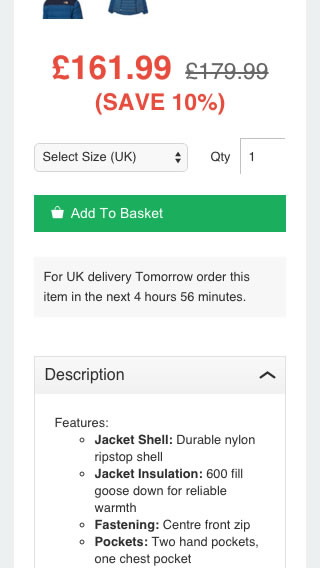 £161.99 £179.99
(SAVE 10%)
Select Size (UK) Qty 1
Add To Basket
For UK delivery Tomorrow order this
item in the next 4 hours 56 minutes.
Description
Features:
Jacket Shell: Durable nylon
ripstop shell
Jacket Insulation: 600 fill
goose down for reliable
warmth
Fastening: Centre front zip
Pockets: Two hand pockets,
one chest pocket